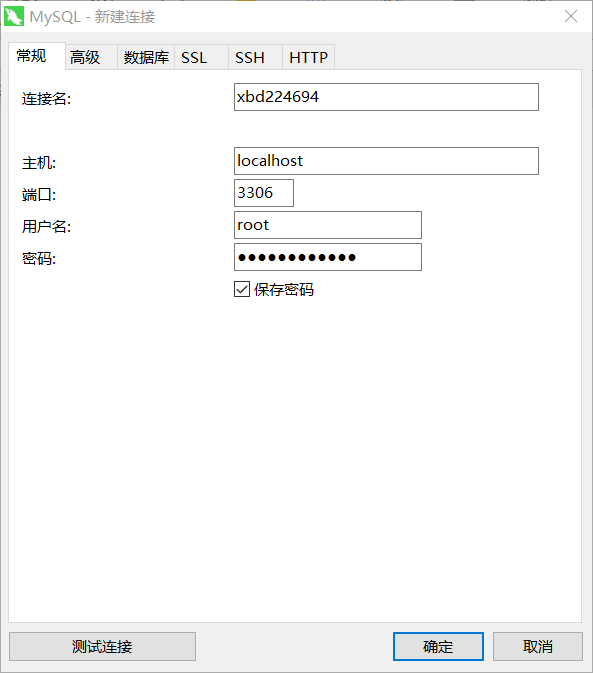 MySQL - 新建连接
常规 高级 数据库 SSL SSH HTTP
连接名: xbd224694
主机: localhost
端口: 3306
用户名: root
密码: ●●●●●●●●●●●●
保存密码
测试连接 确定 取消